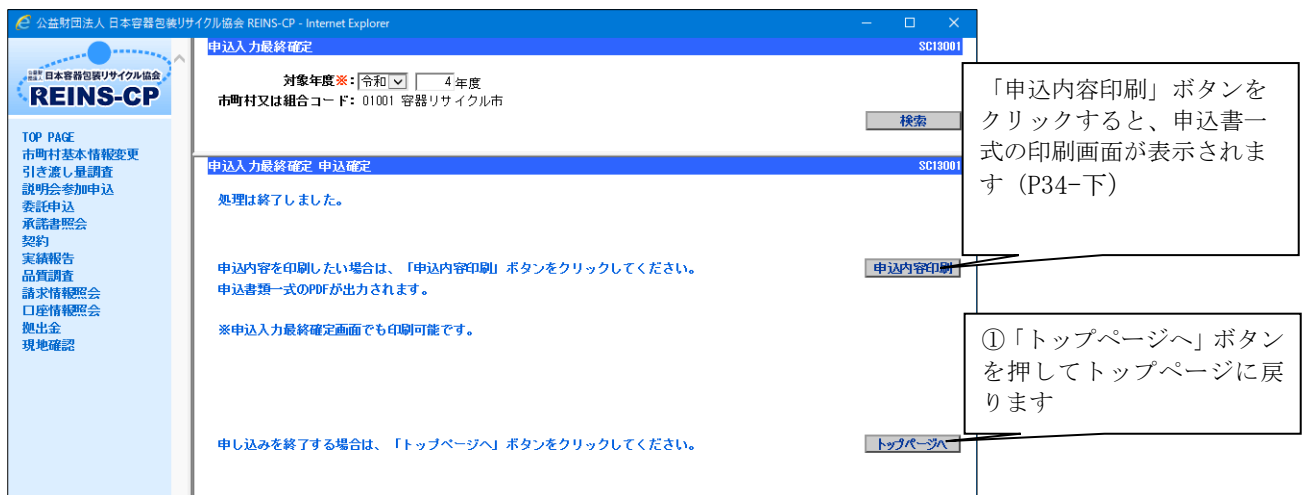 公益財団法人 日本容器包装リサイクル協会 REINS-CP - Internet Explorer
公益財団法人 日本容器包装リサイクル協会
REINS-CP
TOP PAGE
市町村基本情報変更
引き渡し量調査
説明会参加申込
委託申込
承諾書照会
契約
実績報告
品質調査
請求情報照会
口座情報照会
拠出金
現地確認
申込入力最終確定 SC13001
対象年度※：令和 4 年度
市町村又は組合コード：01001 容器リサイクル市
検索
申込入力最終確定 申込確定 SC13001
処理は終了しました。
申込内容を印刷したい場合は、「申込内容印刷」ボタンをクリックしてください。
申込内容印刷
申込書類一式のPDFが出力されます。
※申込入力最終確定画面でも印刷可能です。
申し込みを終了する場合は、「トップページへ」ボタンをクリックしてください。
トップページへ
「申込内容印刷」ボタンを
クリックすると、申込書一
式の印刷画面が表示されま
す（P34-下）
①「トップページへ」ボタン
を押してトップページに戻
ります